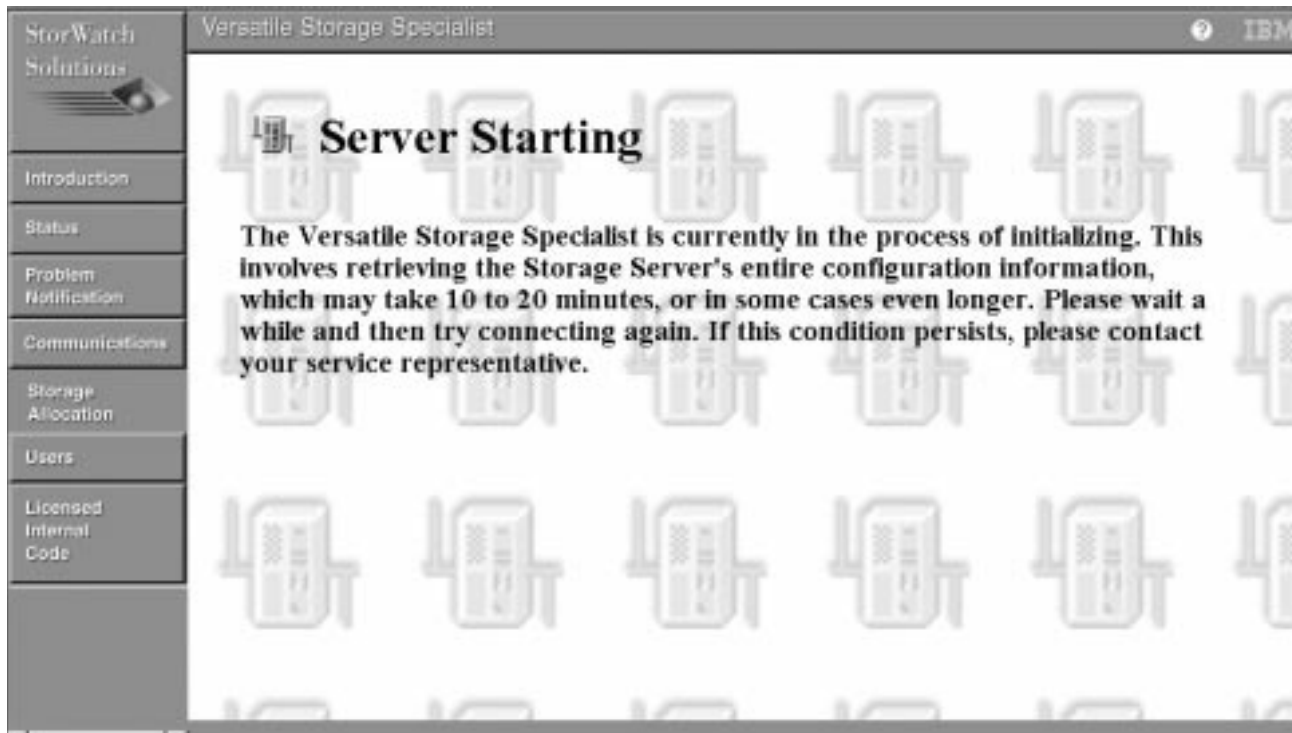 StorWatch
Solutions
Versatile Storage Specialist
?
IBM
Introduction
Status
Problem
Notification
Communications
Storage
Allocation
Users
Licensed
Internal
Code
Server Starting
The Versatile Storage Specialist is currently in the process of initializing. This
involves retrieving the Storage Server's entire configuration information,
which may take 10 to 20 minutes, or in some cases even longer. Please wait a
while and then try connecting again. If this condition persists, please contact
your service representative.